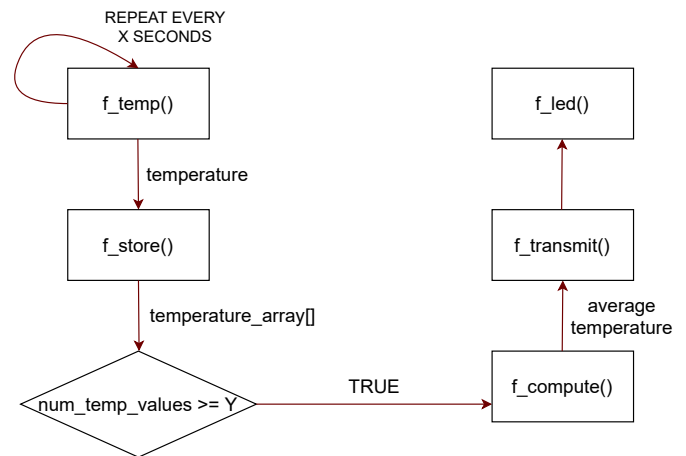 REPEAT EVERY
X SECONDS
f_temp()
temperature
f_store()
temperature_array[]
num_temp_values >= Y
TRUE
f_compute()
average
temperature
f_transmit()
f_led()